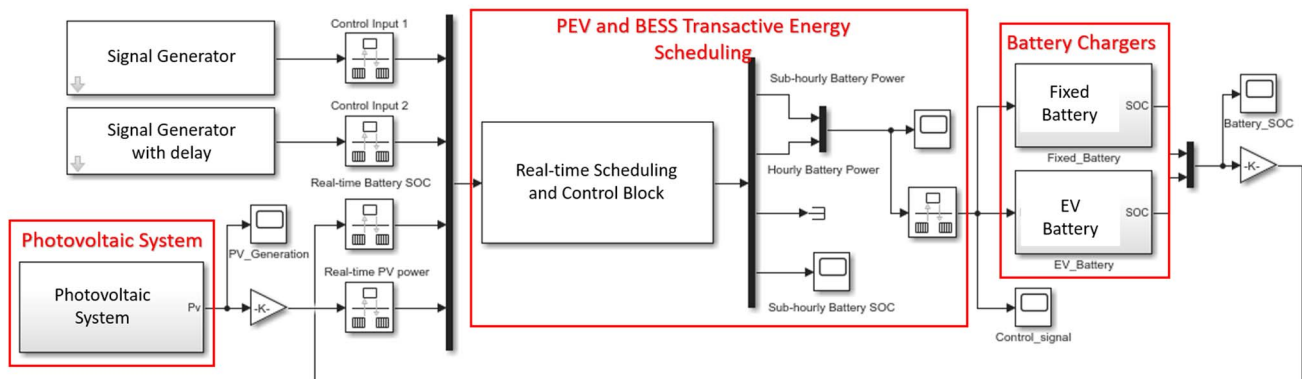 Control Input 1
Signal Generator
Control Input 2
Signal Generator
with delay
Real-time Battery SOC
Photovoltaic System
PV_Generation
Real-time PV power
Photovoltaic
System
Pv
-K-
PEV and BESS Transactive Energy
Scheduling
Sub-hourly Battery Power
Real-time Scheduling
and Control Block
Hourly Battery Power
Sub-hourly Battery SOC
Battery Chargers
Fixed
Battery
SOC
Fixed_Battery
EV
Battery
SOC
EV_Battery
Control_signal
Battery_SOC
-K-